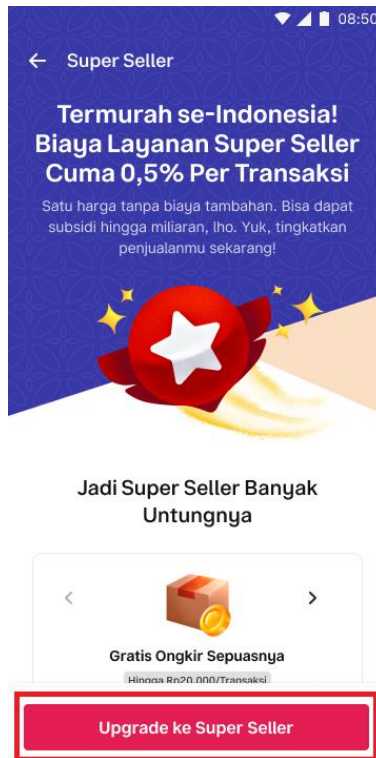 08:50
Super Seller
Termurah se-Indonesia!
Biaya Layanan Super Seller
Cuma 0,5% Per Transaksi
Satu harga tanpa biaya tambahan. Bisa dapat
subsidi hingga miliaran, lho. Yuk, tingkatkan
penjualanmu sekarang!
Jadi Super Seller Banyak
Untungnya
Gratis Ongkir Sepuasnya
Hingga Rp20.000/Transaksi
Upgrade ke Super Seller